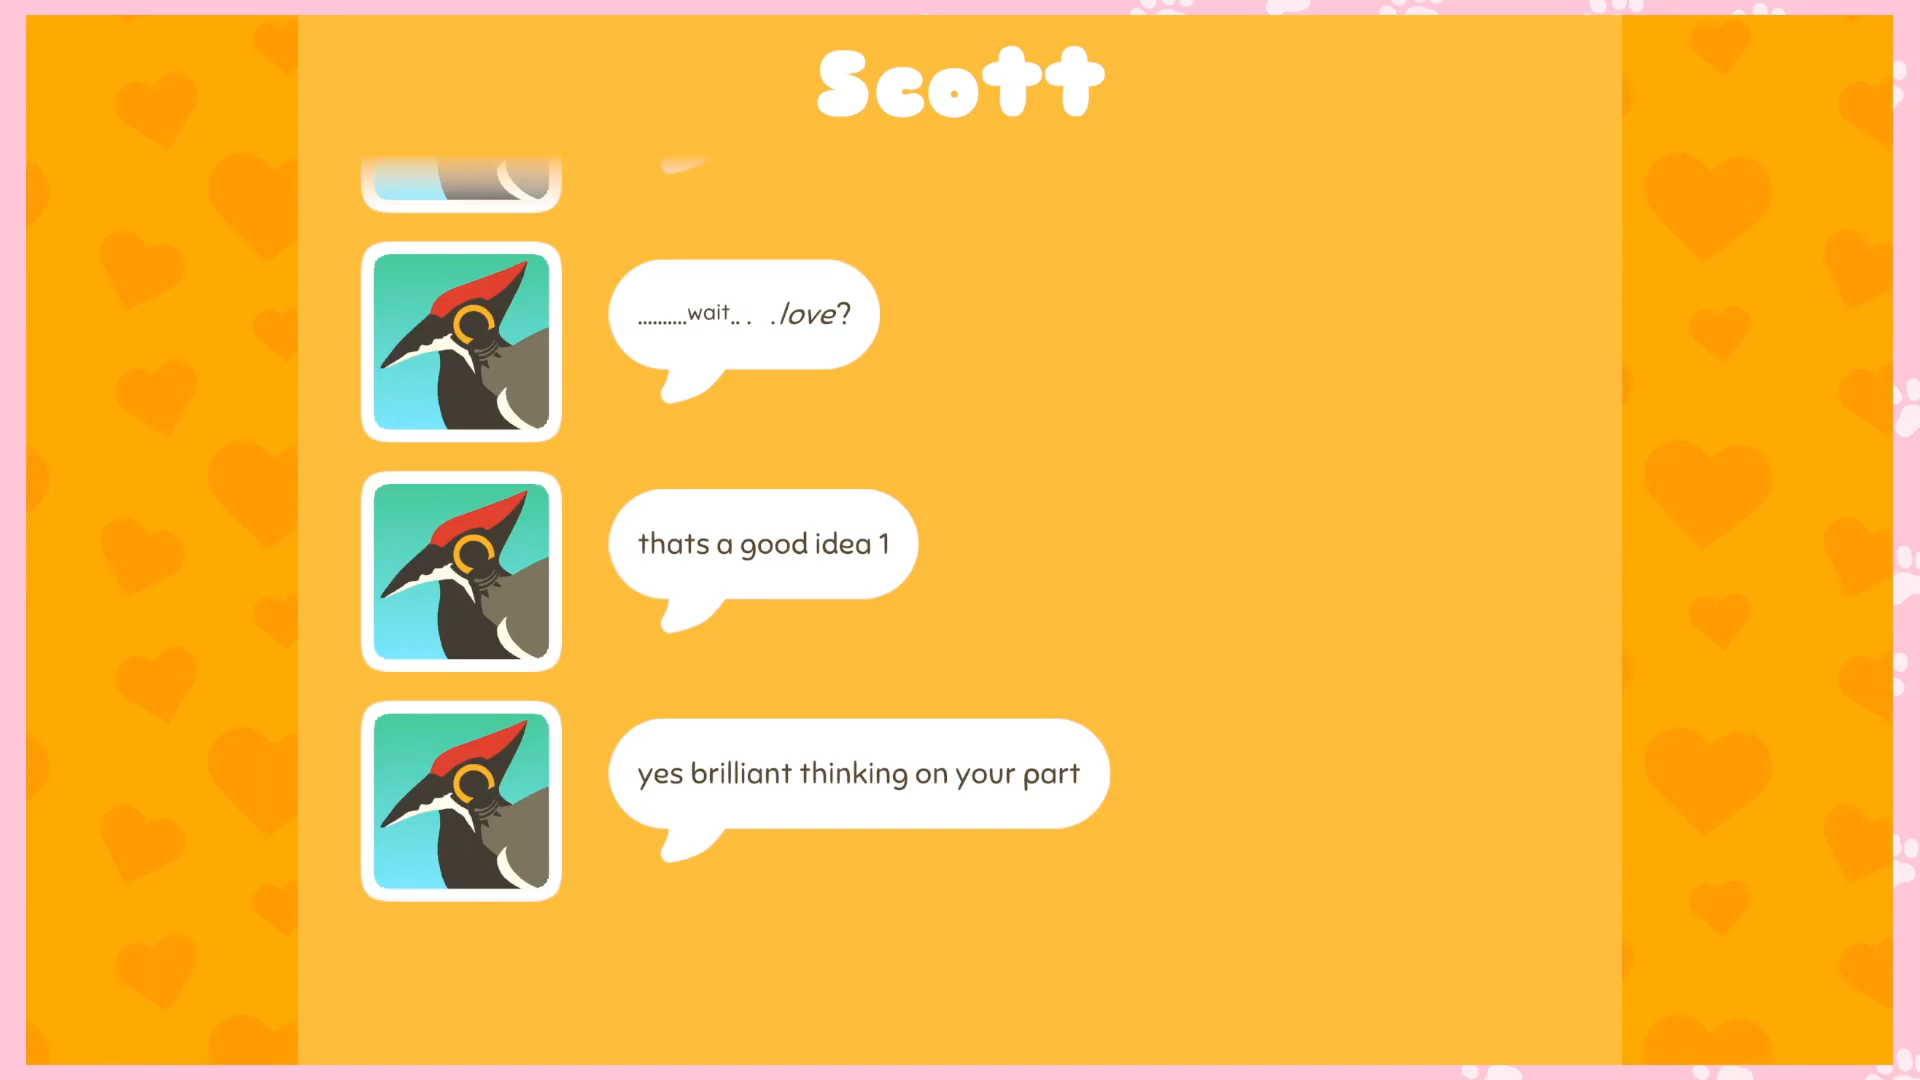 Scott
..........wait.. .  .love?
thats a good idea 1
yes brilliant thinking on your part